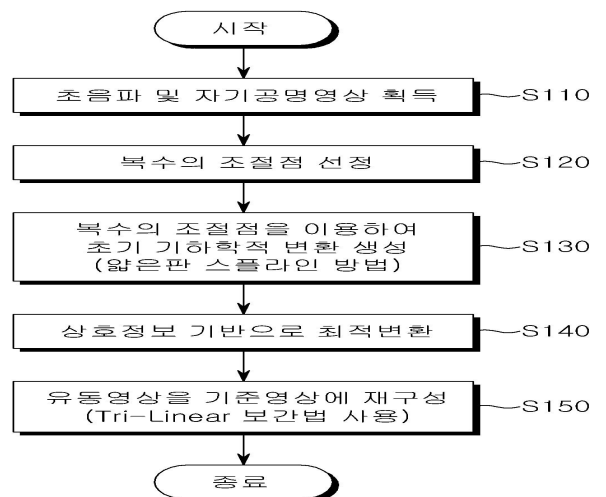 시작
초음파 및 자기공명영상 획득
S110
복수의 조절점 선정
S120
복수의 조절점을 이용하여
초기 기하학적 변환 생성
(얇은판 스플라인 방법)
S130
상호정보 기반으로 최적변환
S140
유동영상을 기준영상에 재구성
(Tri-Linear 보간법 사용)
S150
종료